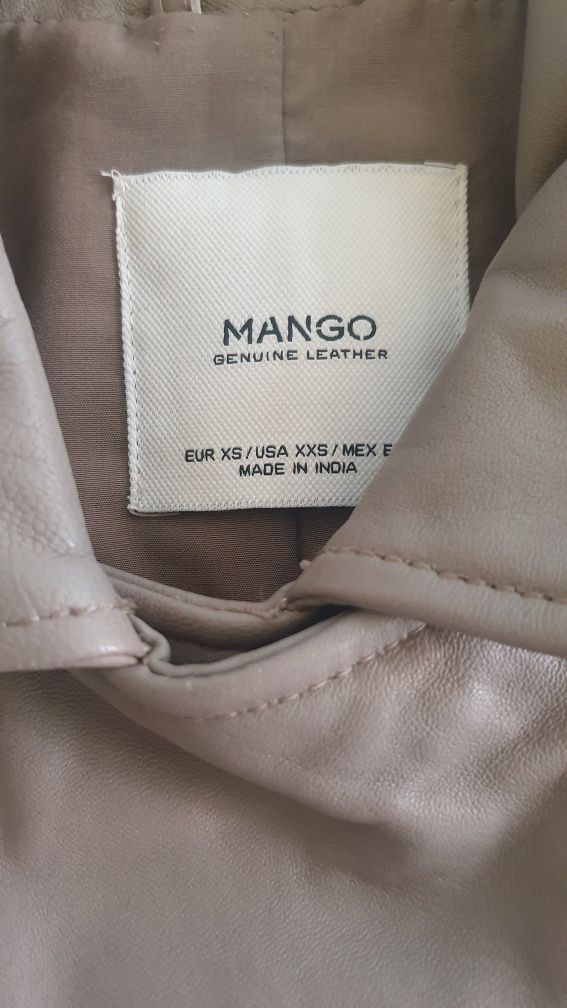 MANGO
GENUINE LEATHER
EUR XS / USA XXS / MEX
MADE IN INDIA